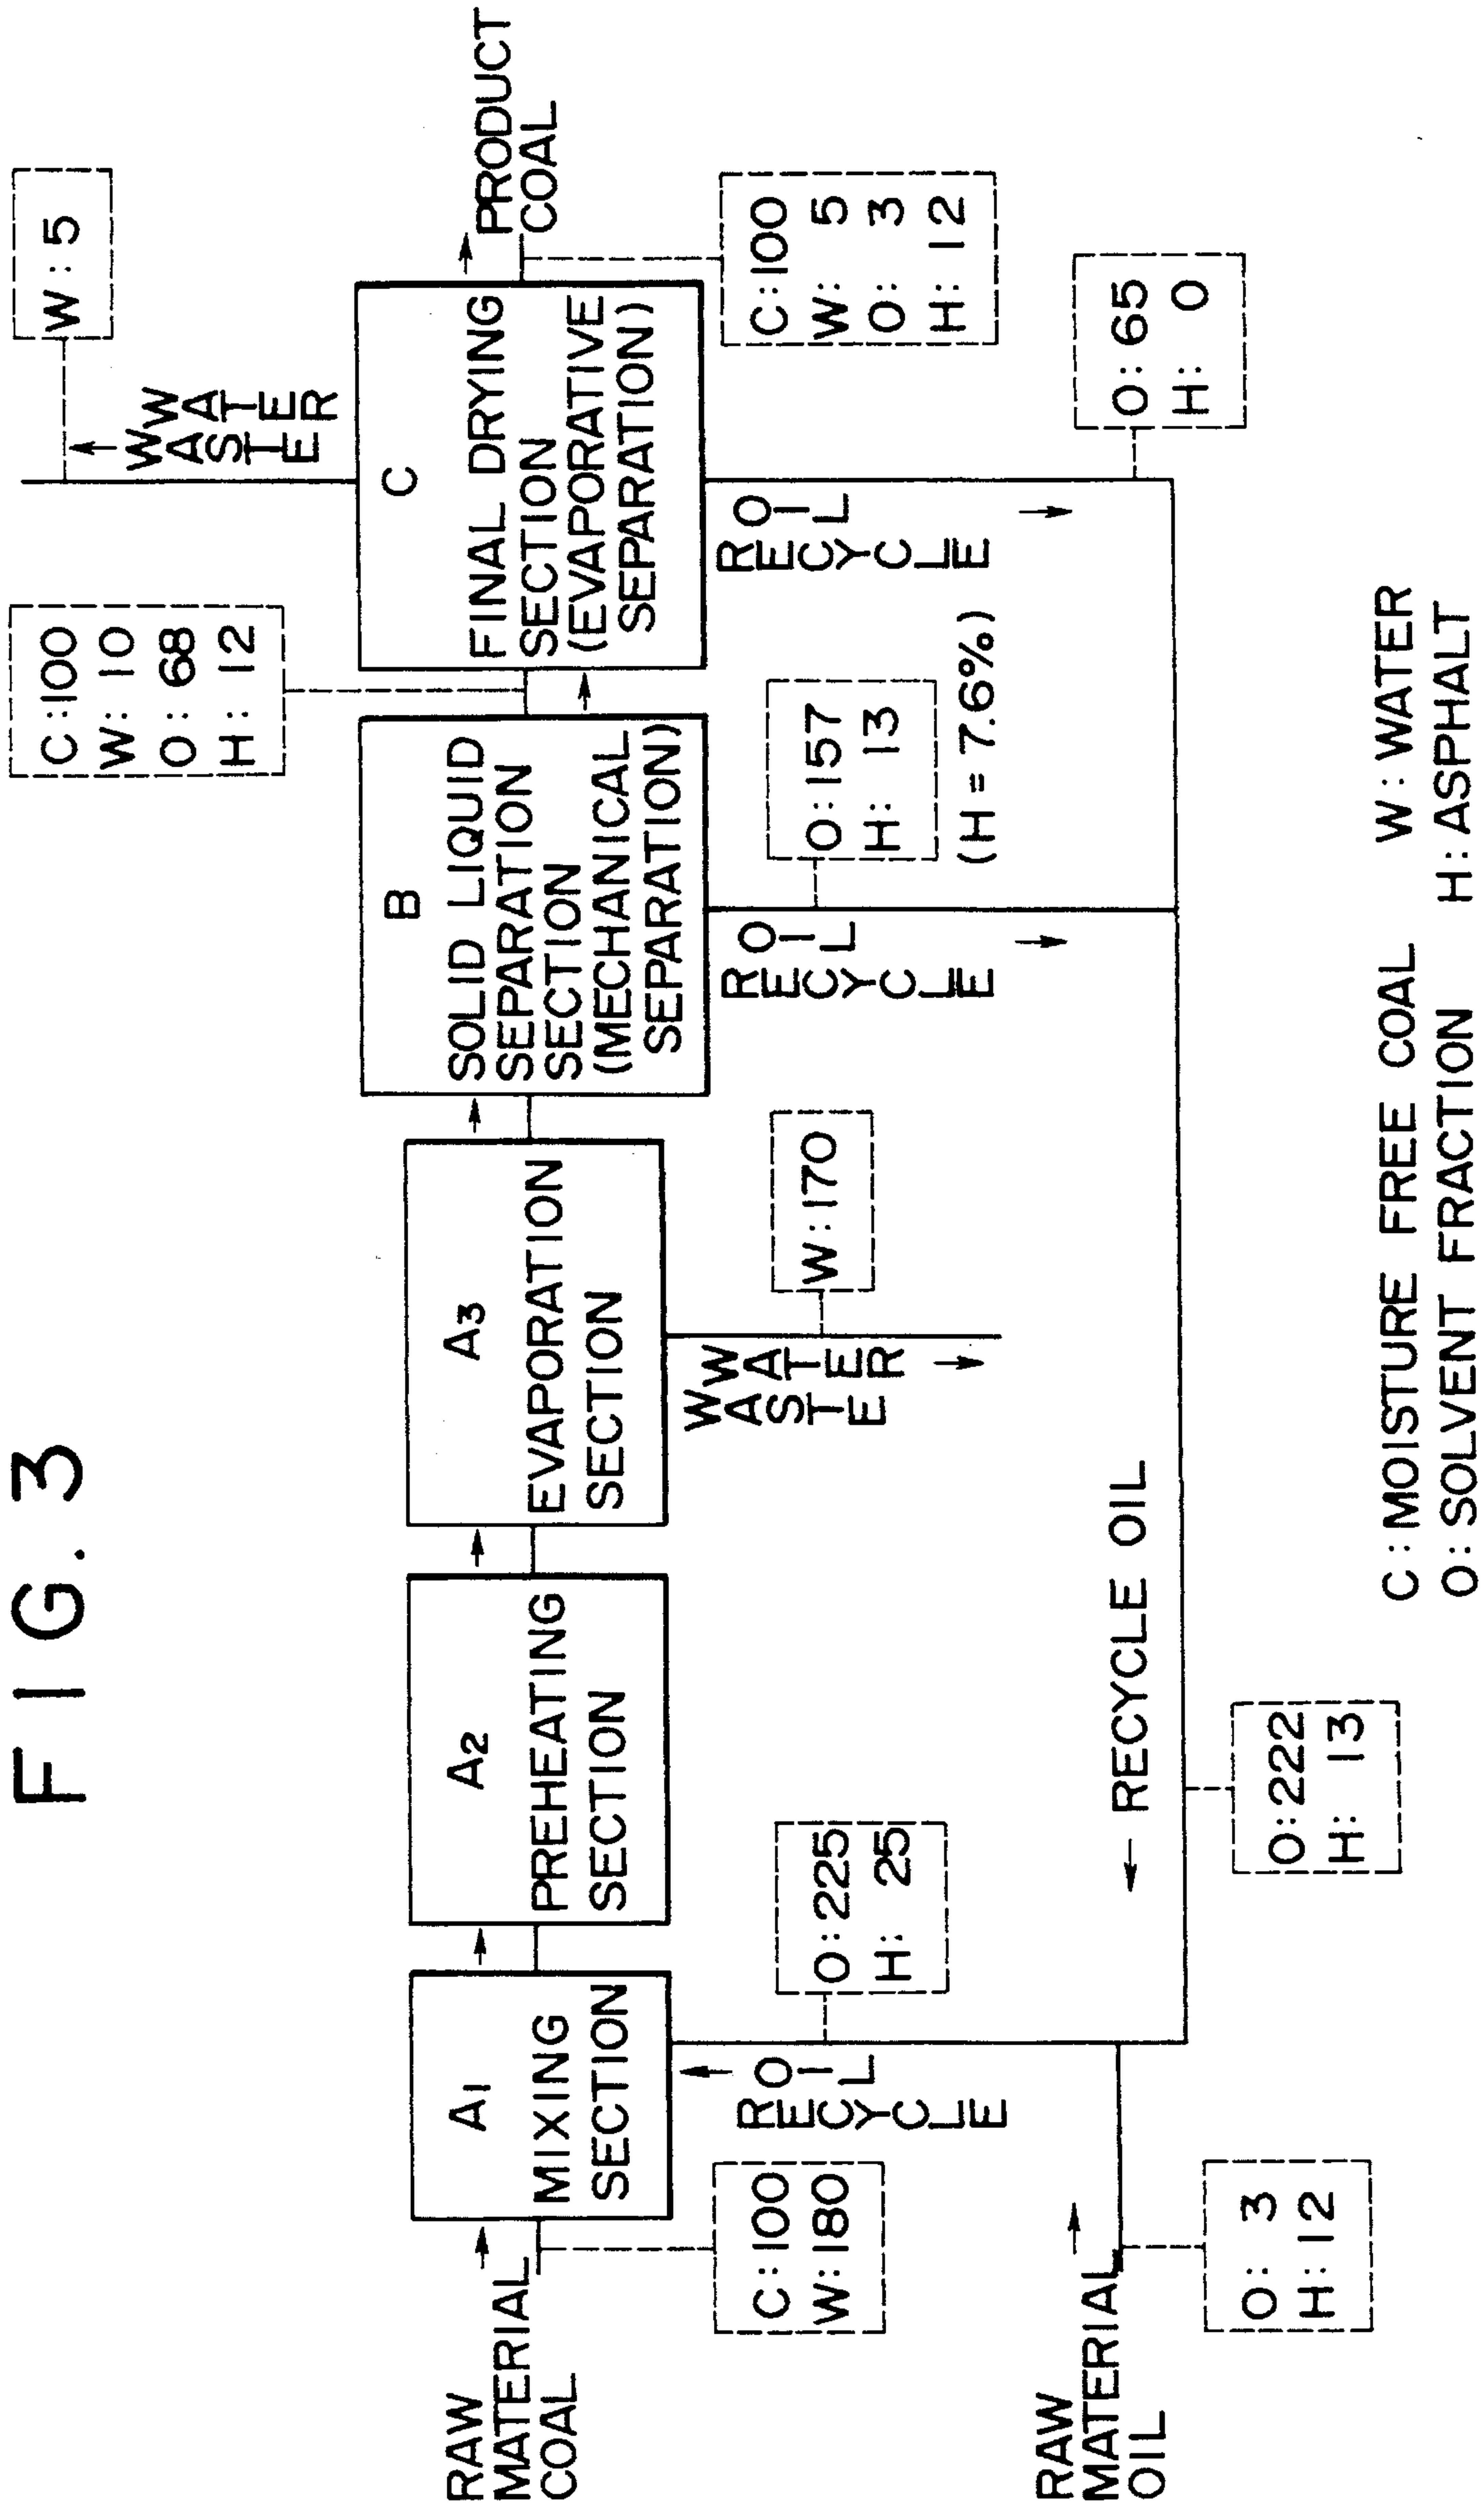 FIG. 3
RAW
MATERIAL
COAL
C:100
W:180
A1
MIXING
SECTION
A2
PREHEATING
SECTION
A3
EVAPORATION
SECTION
B
SOLID LIQUID
SEPARATION
SECTION
(MECHANICAL
SEPARATION)
C:100
W: 10
O: 68
H: 12
C
FINAL DRYING
SECTION
(EVAPORATIVE
SEPARATION)
WASTE
WATER
W:5
PRODUCT
COAL
C:100
W: 5
O: 3
H: 12
RECYCLE
OIL
O:225
H: 25
WASTE
WATER
W:170
RECYCLE
OIL
O:157
H: 13
(H=7.6%)
RECYCLE
OIL
O:65
H: 0
RECYCLE OIL
O:222
H: 13
RAW
MATERIAL
OIL
O: 3
H: 12
C:MOISTURE FREE COAL W:WATER
O:SOLVENT FRACTION H:ASPHALT